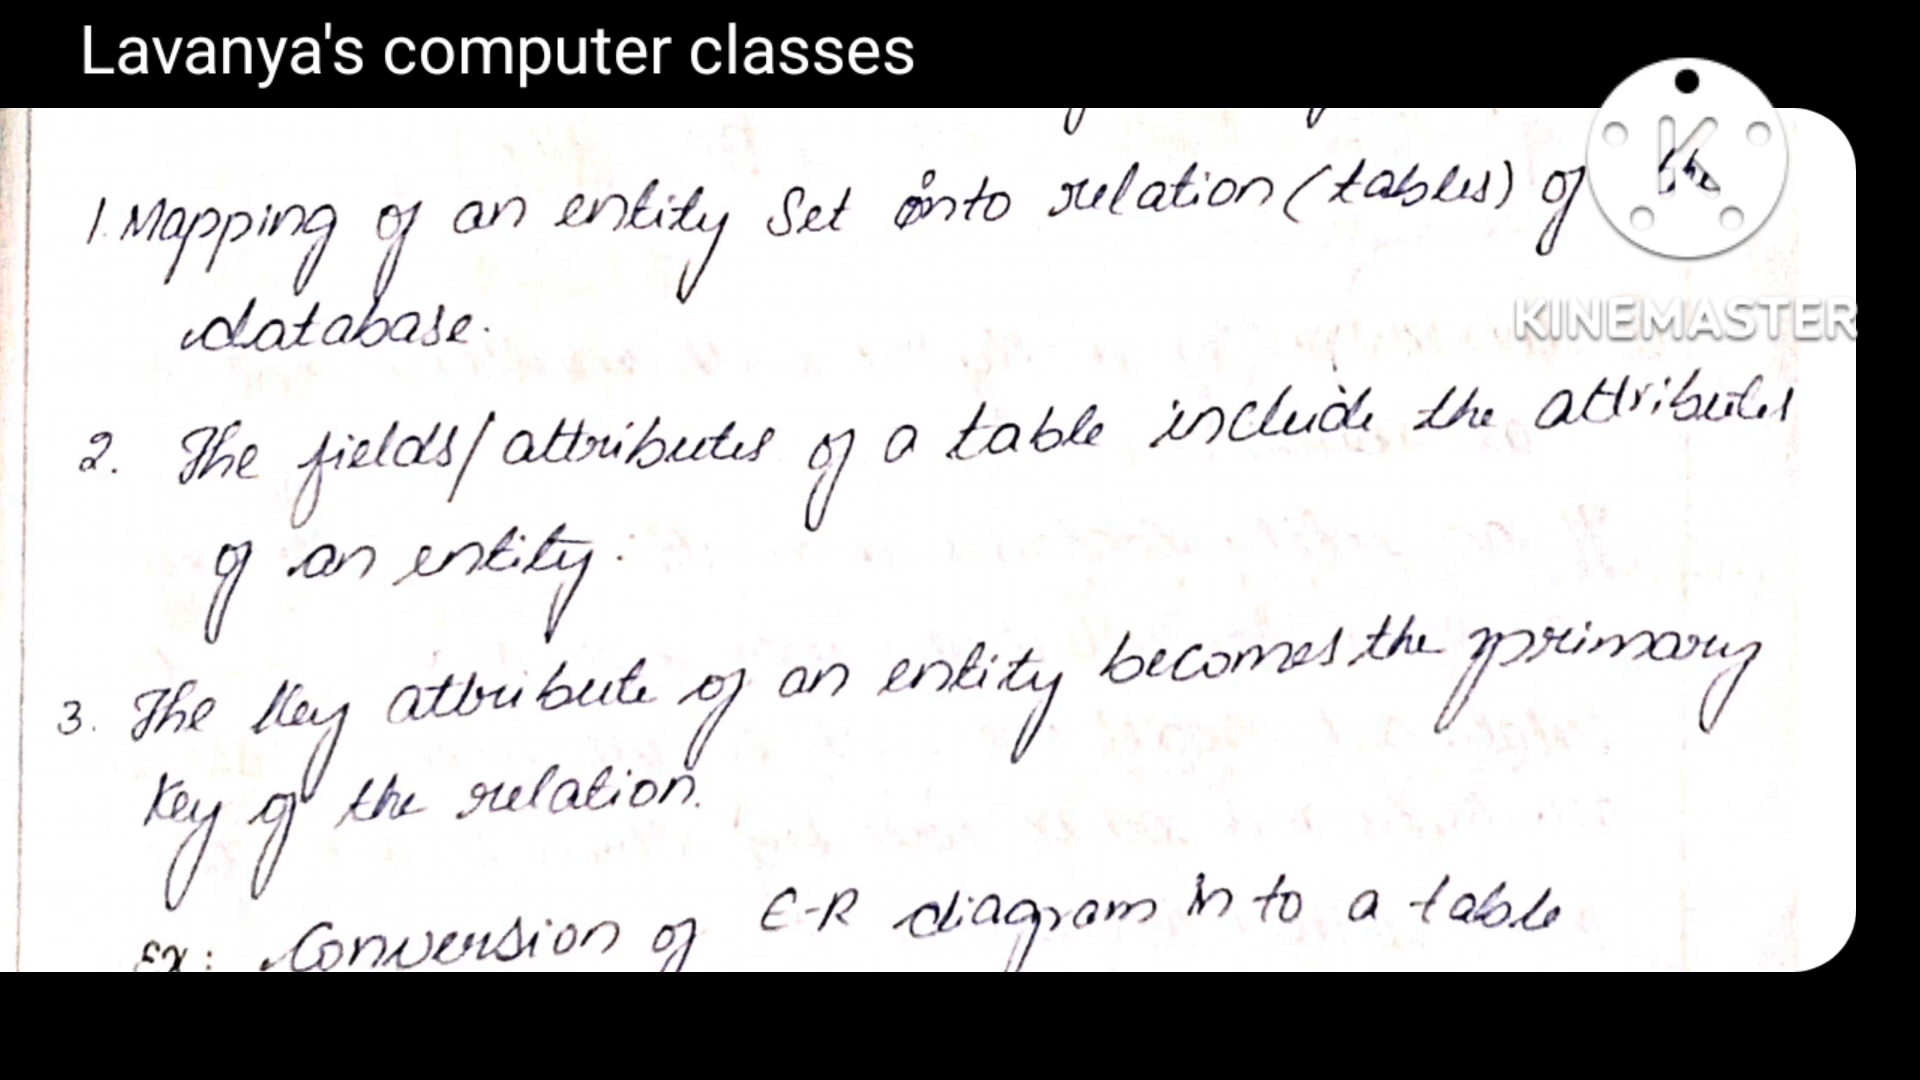 Lavanya's computer classes
1. Mapping of an entity Set into relation (tables) of the
KINEMASTER
database.
2. The fields/attributes of a table include the attributes
of an entity.
3. The key attribute of an entity becomes the primary
key of the relation.
Ex: Conversion of E-R diagram in to a table